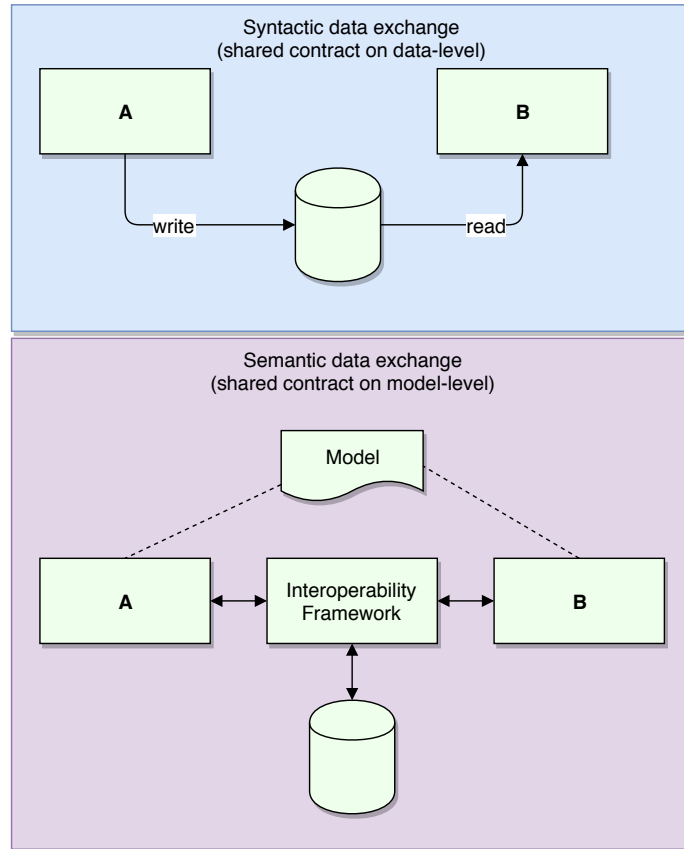 Syntactic data exchange
(shared contract on data-level)
A
B
write
read
Semantic data exchange
(shared contract on model-level)
Model
A
Interoperability
Framework
B